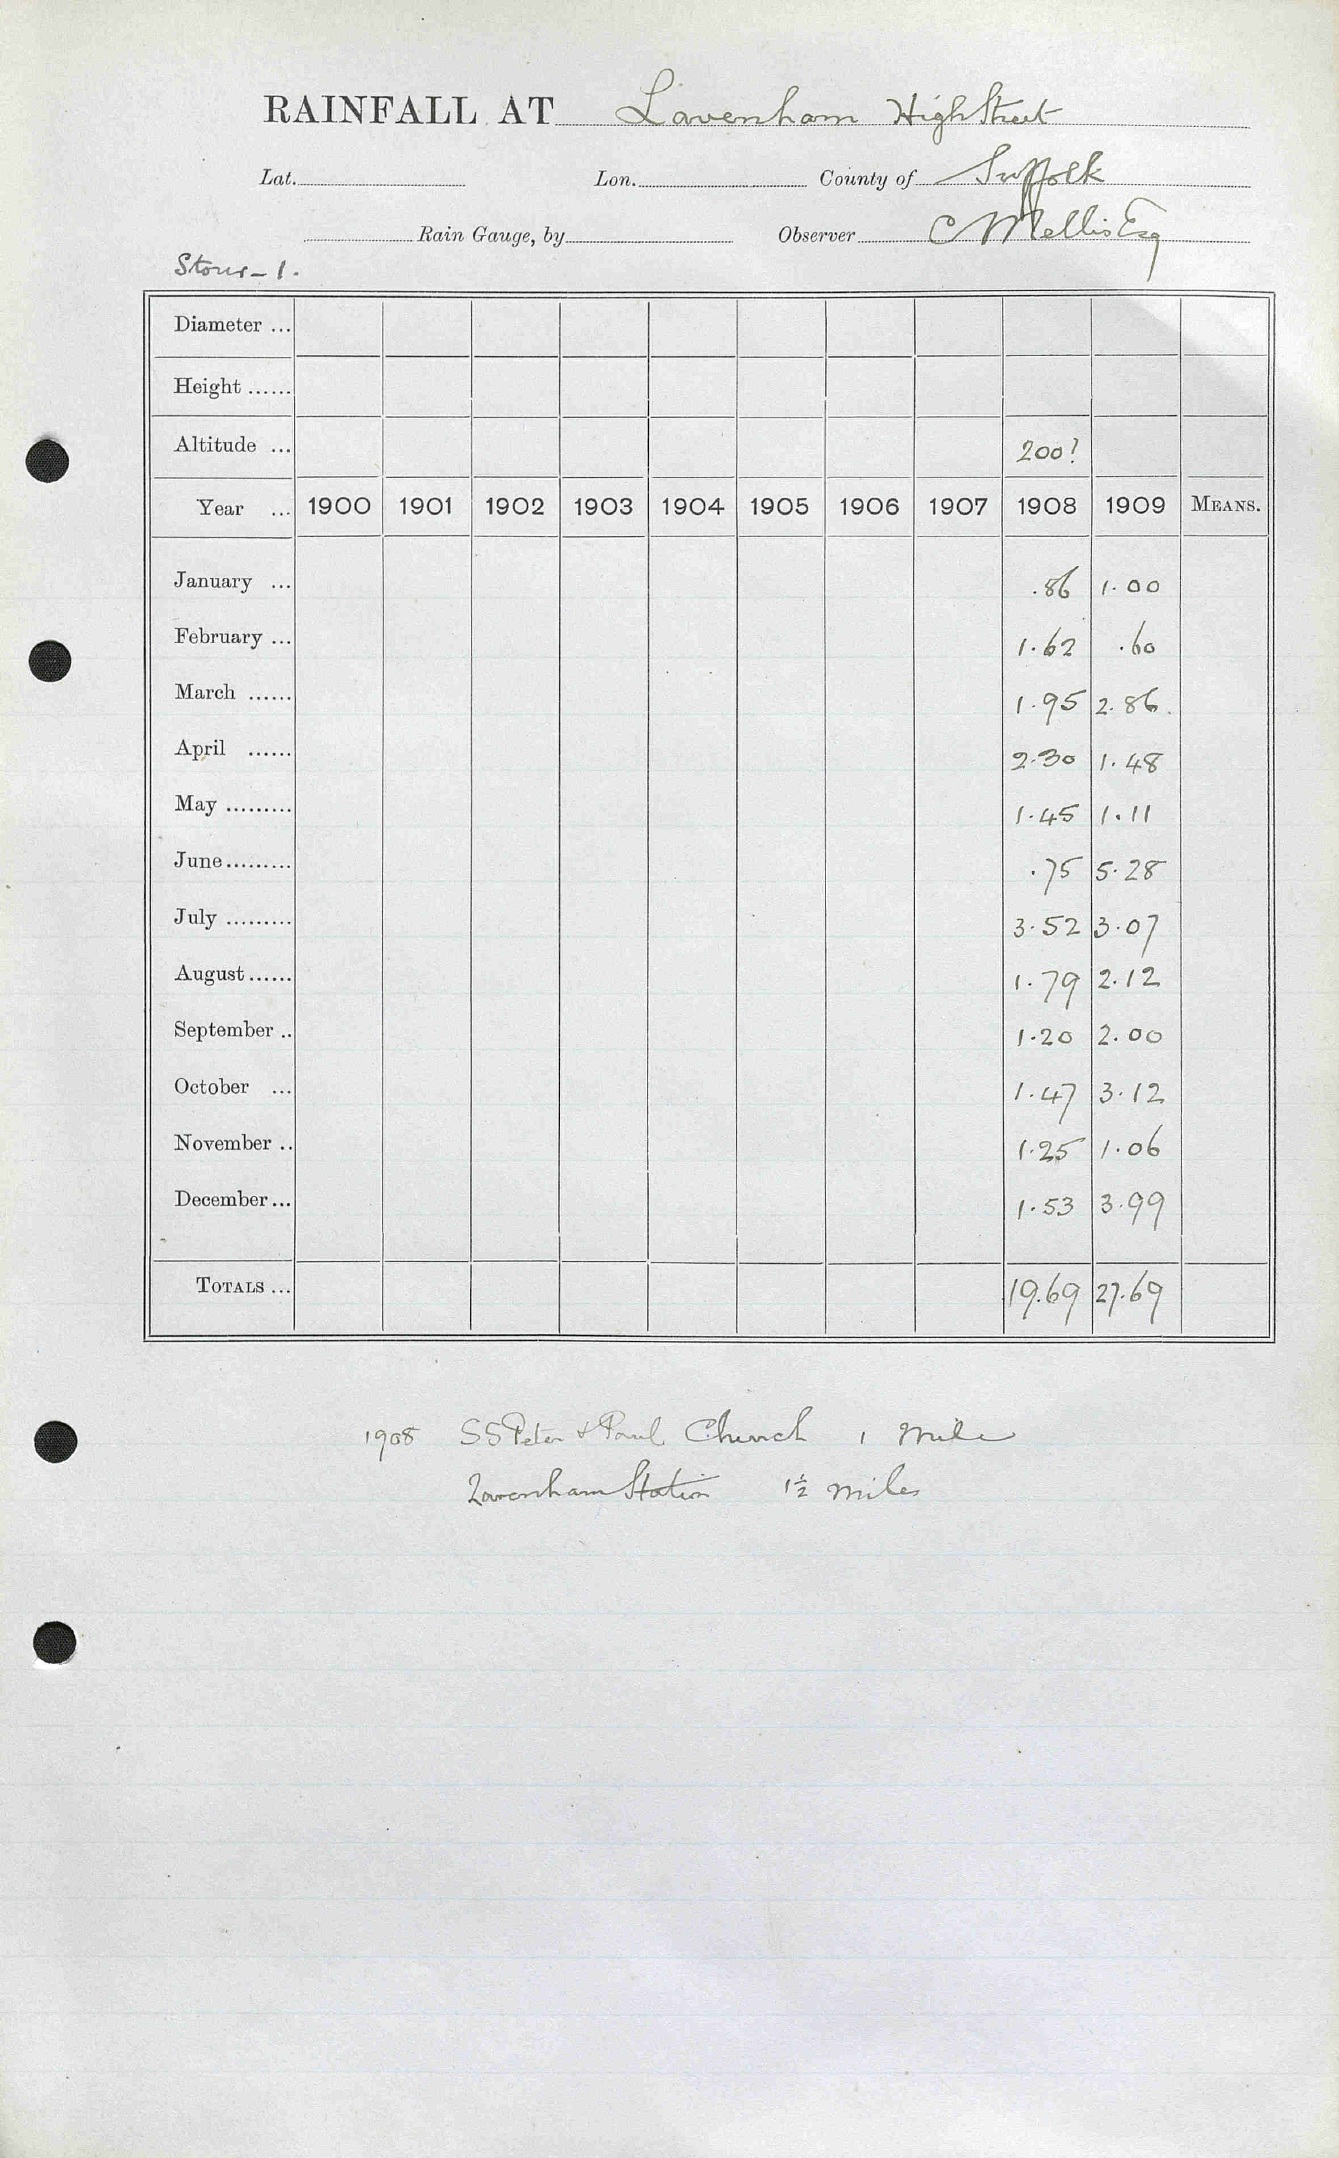 RAINFALL AT Lavenham High Street
Lat. Lon. County of Suffolk
Rain Gauge, by Observer C Mellis Esq
Stour - 1.
Diameter ...
Height ......
Altitude ... 200?
Year ... 1900 1901 1902 1903 1904 1905 1906 1907 1908 1909 MEANS.
January ... .86 1.00
February ... 1.62 .60
March ...... 1.95 2.86.
April ...... 2.30 1.48
May ......... 1.45 1.11
June ......... .75 5.28
July ......... 3.52 3.07
August ...... 1.79 2.12
September .. 1.20 2.00
October ... 1.47 3.12
November .. 1.25 1.06
December ... 1.53 3.99
TOTALS ... 19.69 27.69
1908 SS Peter & Paul Church 1 Mile
Lavenham Station 1½ Miles